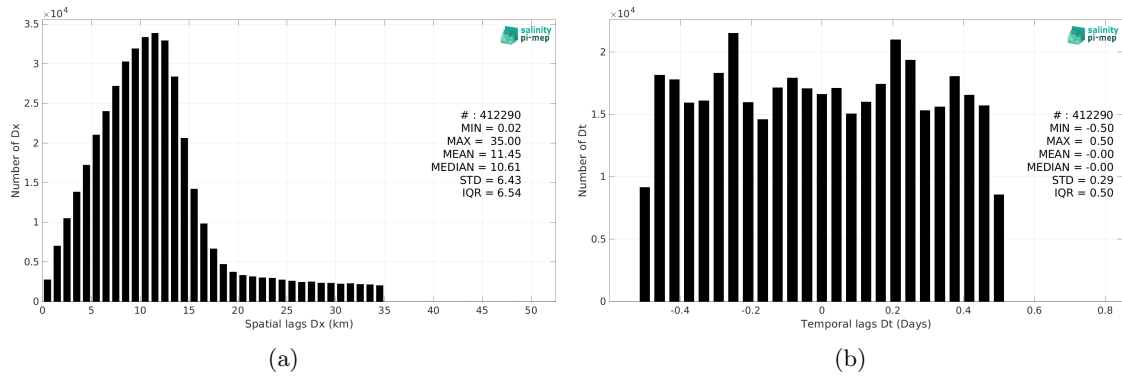 ×10⁴
3.5
3
2.5
2
1.5
1
0.5
0
Number of Dx
0 5 10 15 20 25 30 35 40 45 50
Spatial lags Dx (km)
salinity
pi-mep
# : 412290
MIN = 0.02
MAX = 35.00
MEAN = 11.45
MEDIAN = 10.61
STD = 6.43
IQR = 6.54
(a)
×10⁴
2
1.5
1
0.5
0
Number of Dt
-0.4 -0.2 0 0.2 0.4 0.6 0.8
Temporal lags Dt (Days)
salinity
pi-mep
# : 412290
MIN = -0.50
MAX = 0.50
MEAN = -0.00
MEDIAN = -0.00
STD = 0.29
IQR = 0.50
(b)